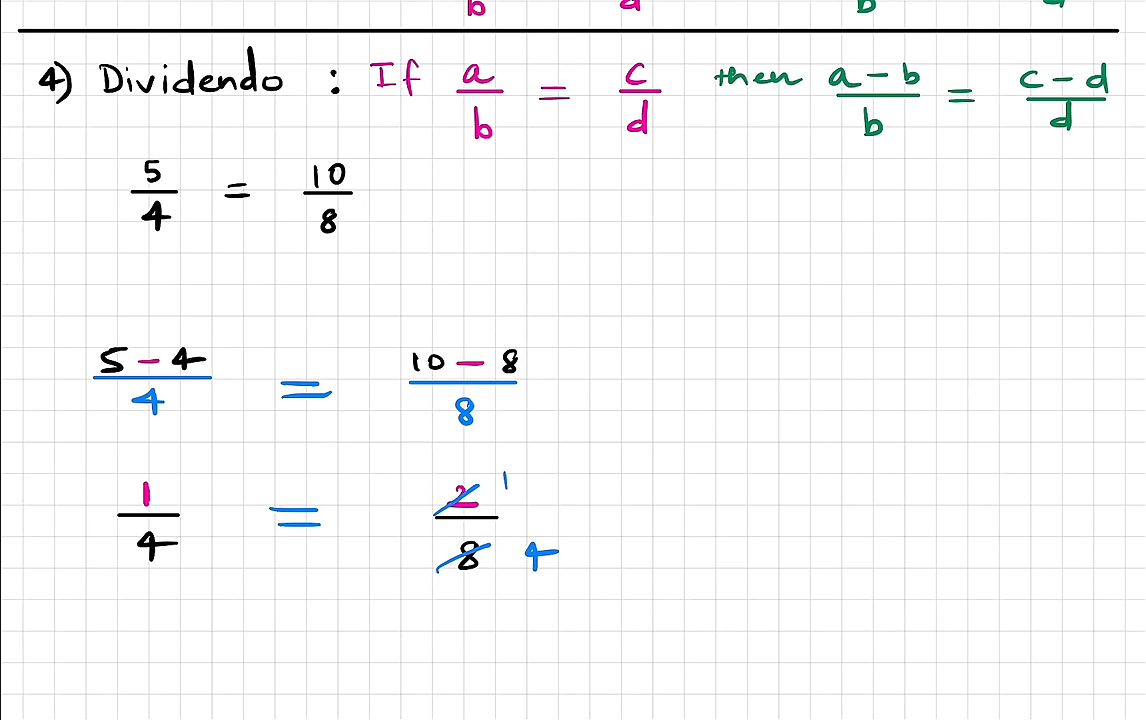 b d b d
4) Dividendo : If a/b = c/d then a - b/b = c - d/d
5/4 = 10/8
5 - 4/4 = 10 - 8/8
1/4 = 2/8 1 4